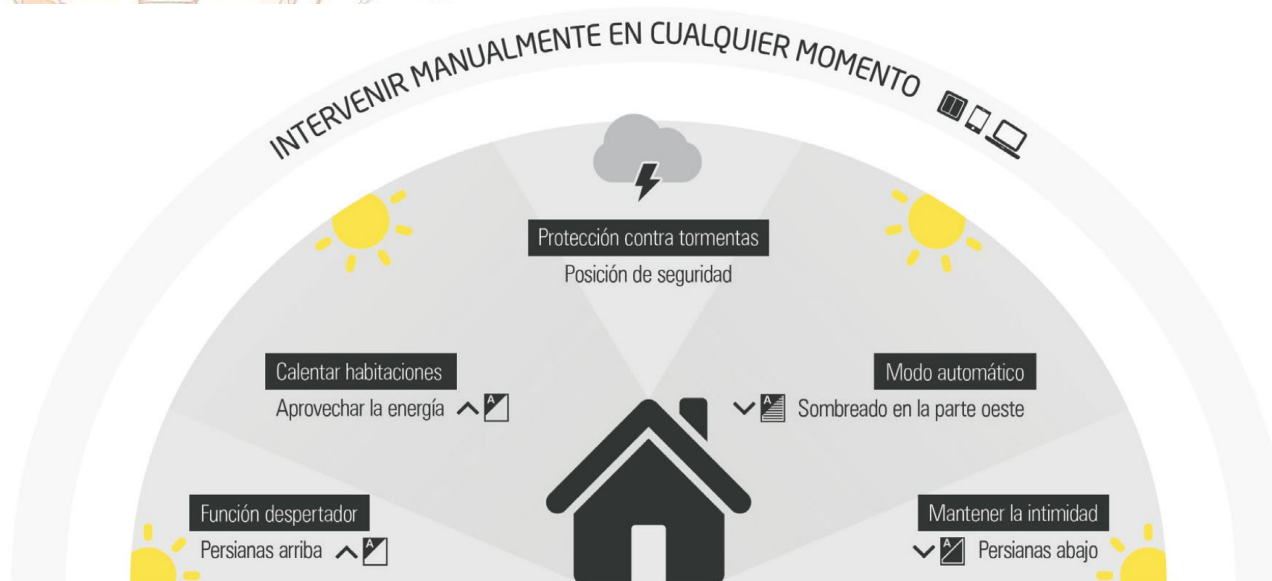 INTERVENIR MANUALMENTE EN CUALQUIER MOMENTO
Protección contra tormentas
Posición de seguridad
Calentar habitaciones
Aprovechar la energía A
Modo automático
A Sombreado en la parte oeste
Función despertador
Persianas arriba A
Mantener la intimidad
A Persianas abajo